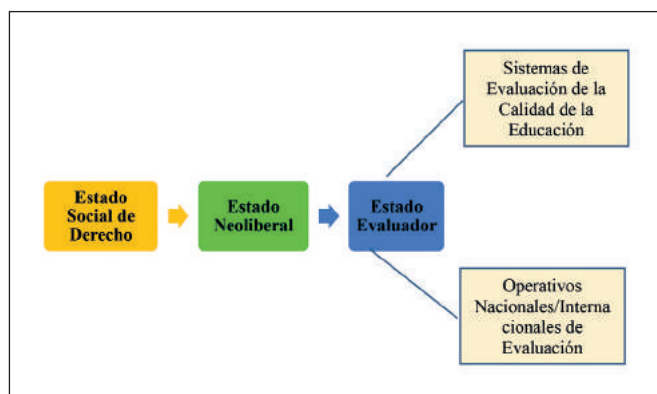 Sistemas de
Evaluación de la
Calidad de la
Educación
Estado
Social de
Derecho
Estado
Neoliberal
Estado
Evaluador
Operativos
Nacionales/Interna
cionales de
Evaluación